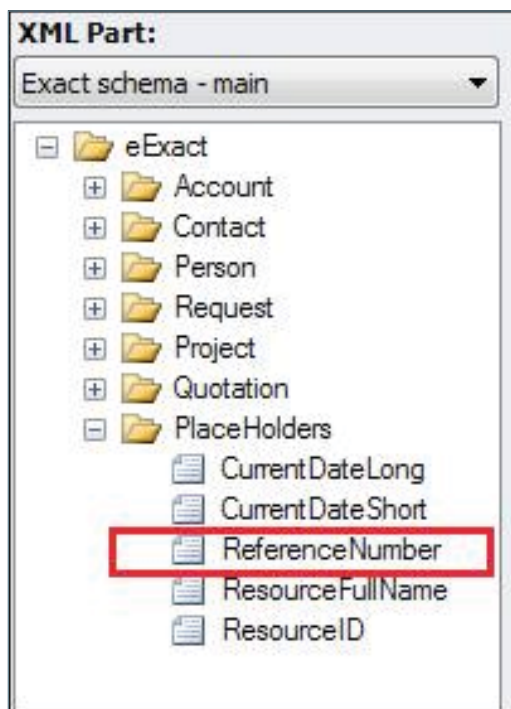 XML Part:
Exact schema - main
eExact
Account
Contact
Person
Request
Project
Quotation
PlaceHolders
CurrentDateLong
CurrentDateShort
ReferenceNumber
ResourceFullName
ResourceID